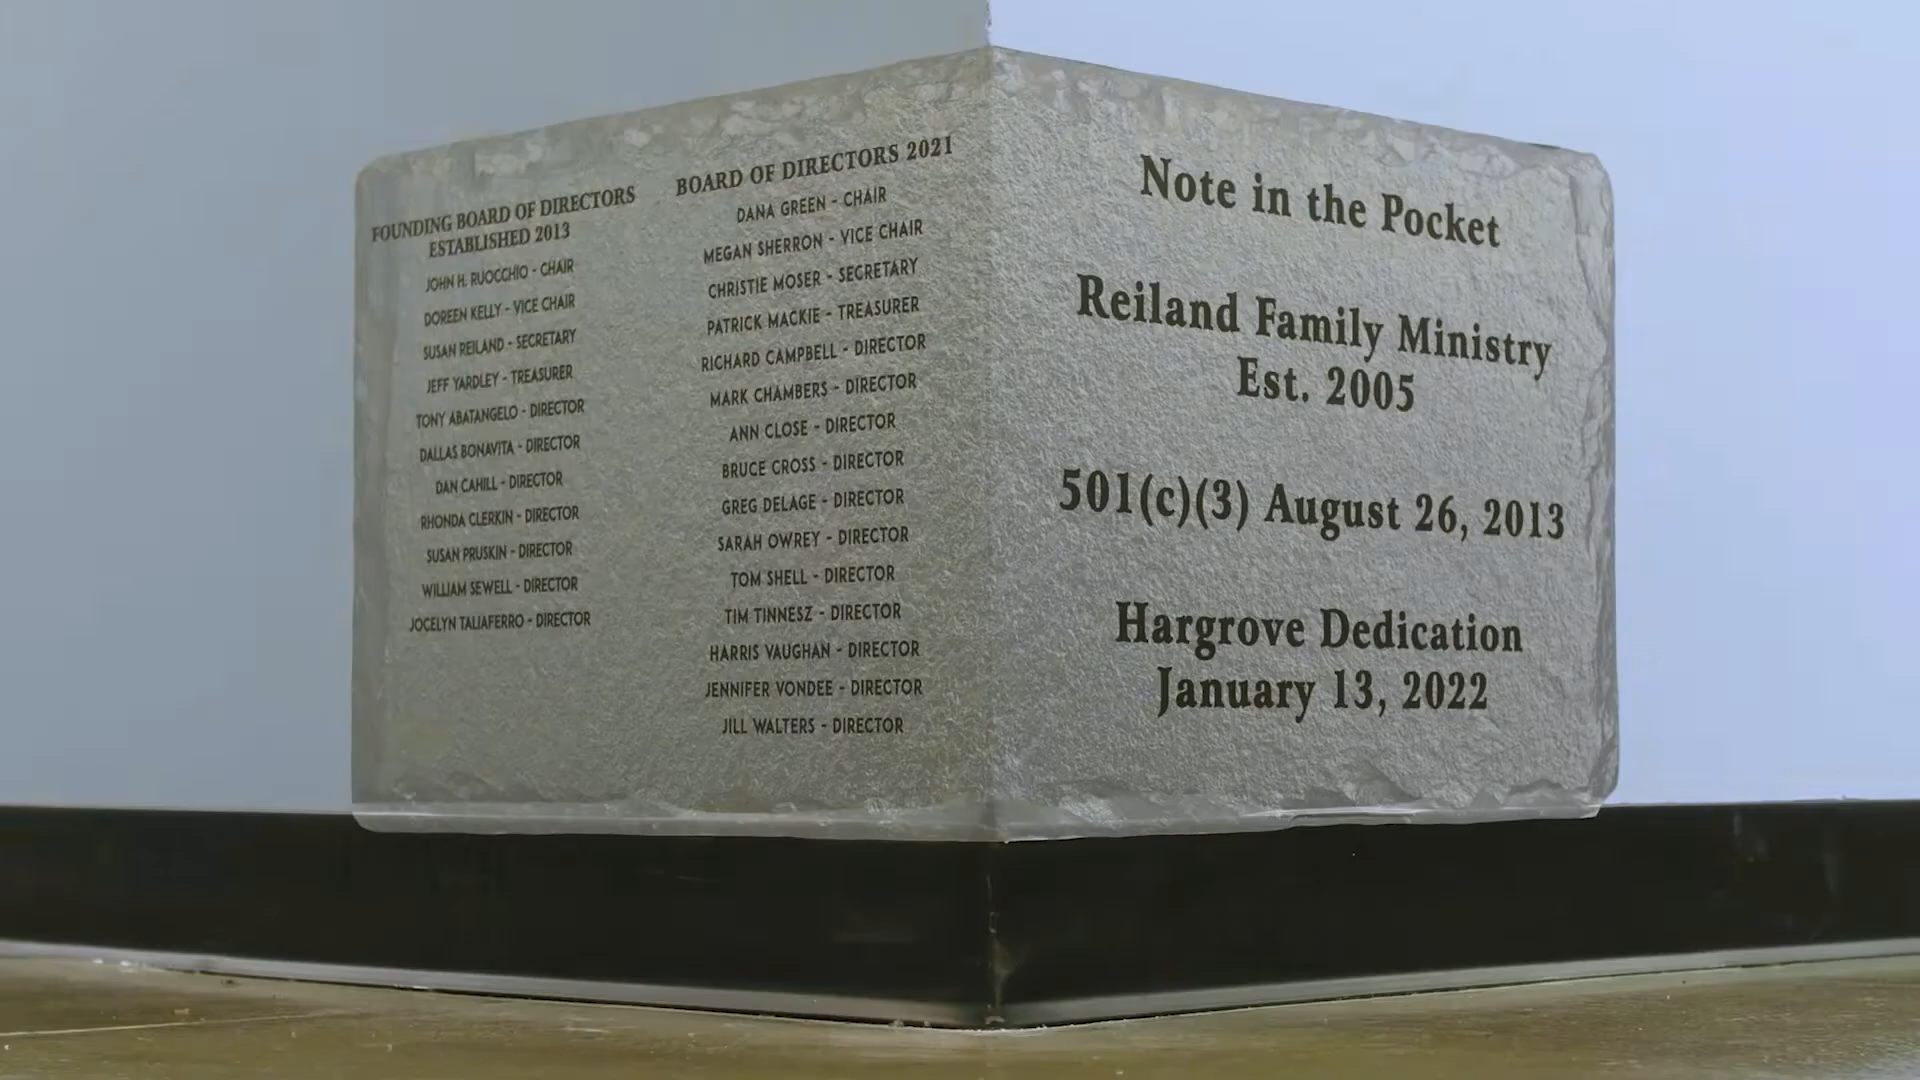 FOUNDING BOARD OF DIRECTORS
ESTABLISHED 2013
JOHN H. RUOCCHIO - CHAIR
DOREEN KELLY - VICE CHAIR
SUSAN REILAND - SECRETARY
JEFF YARDLEY - TREASURER
TONY ABATANGELO - DIRECTOR
DALLAS BONAVITA - DIRECTOR
DAN CAHILL - DIRECTOR
RHONDA CLERKIN - DIRECTOR
SUSAN PRUSKIN - DIRECTOR
WILLIAM SEWELL - DIRECTOR
JOCELYN TALIAFERRO - DIRECTOR
BOARD OF DIRECTORS 2021
DANA GREEN - CHAIR
MEGAN SHERRON - VICE CHAIR
CHRISTIE MOSER - SECRETARY
PATRICK MACKIE - TREASURER
RICHARD CAMPBELL - DIRECTOR
MARK CHAMBERS - DIRECTOR
ANN CLOSE - DIRECTOR
BRUCE CROSS - DIRECTOR
GREG DELAGE - DIRECTOR
SARAH OWREY - DIRECTOR
TOM SHELL - DIRECTOR
TIM TINNESZ - DIRECTOR
HARRIS VAUGHAN - DIRECTOR
JENNIFER VONDEE - DIRECTOR
JILL WALTERS - DIRECTOR
Note in the Pocket
Reiland Family Ministry
Est. 2005
501(c)(3) August 26, 2013
Hargrove Dedication
January 13, 2022